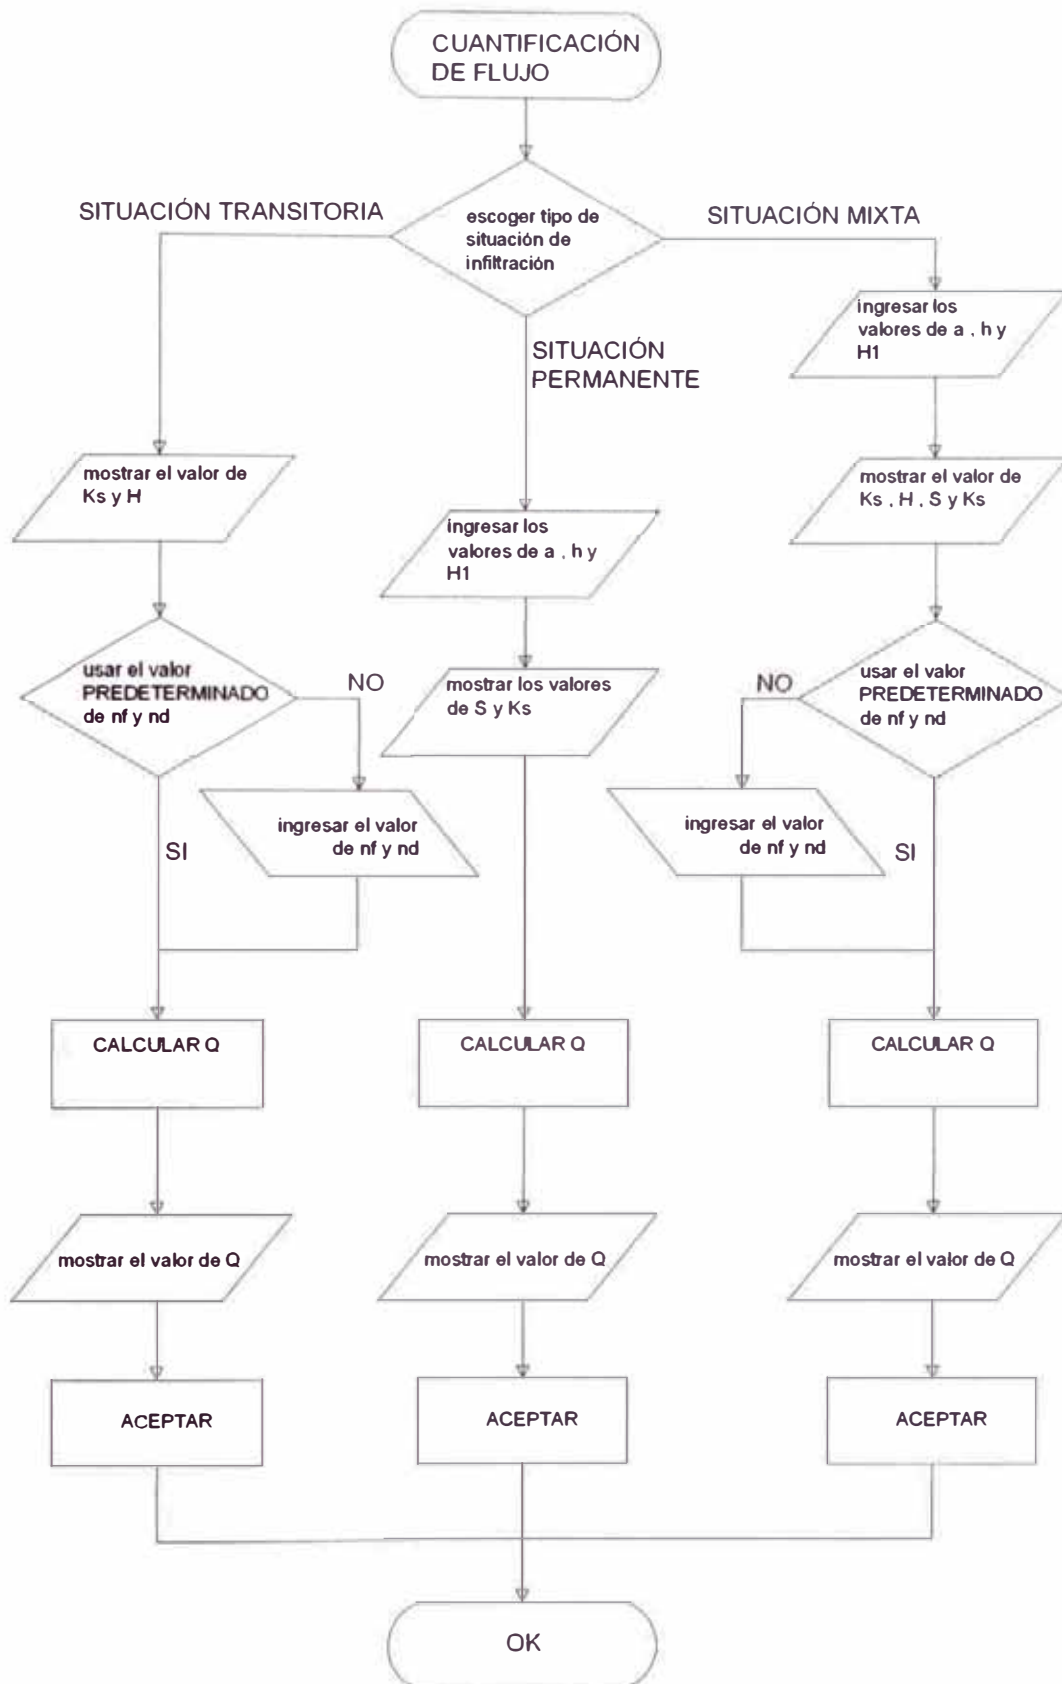 CUANTIFICACIÓN
DE FLUJO
SITUACIÓN TRANSITORIA
escoger tipo de
situación de
infiltración
SITUACIÓN MIXTA
ingresar los
valores de a , h y
H1
SITUACIÓN
PERMANENTE
mostrar el valor de
Ks y H
mostrar el valor de
Ks , H , S y Ks
ingresar los
valores de a , h y
H1
usar el valor
PREDETERMINADO
de nf y nd
NO
mostrar los valores
de S y Ks
NO
usar el valor
PREDETERMINADO
de nf y nd
SI
ingresar el valor
de nf y nd
ingresar el valor
de nf y nd
SI
CALCULAR Q
CALCULAR Q
CALCULAR Q
mostrar el valor de Q
mostrar el valor de Q
mostrar el valor de Q
ACEPTAR
ACEPTAR
ACEPTAR
OK